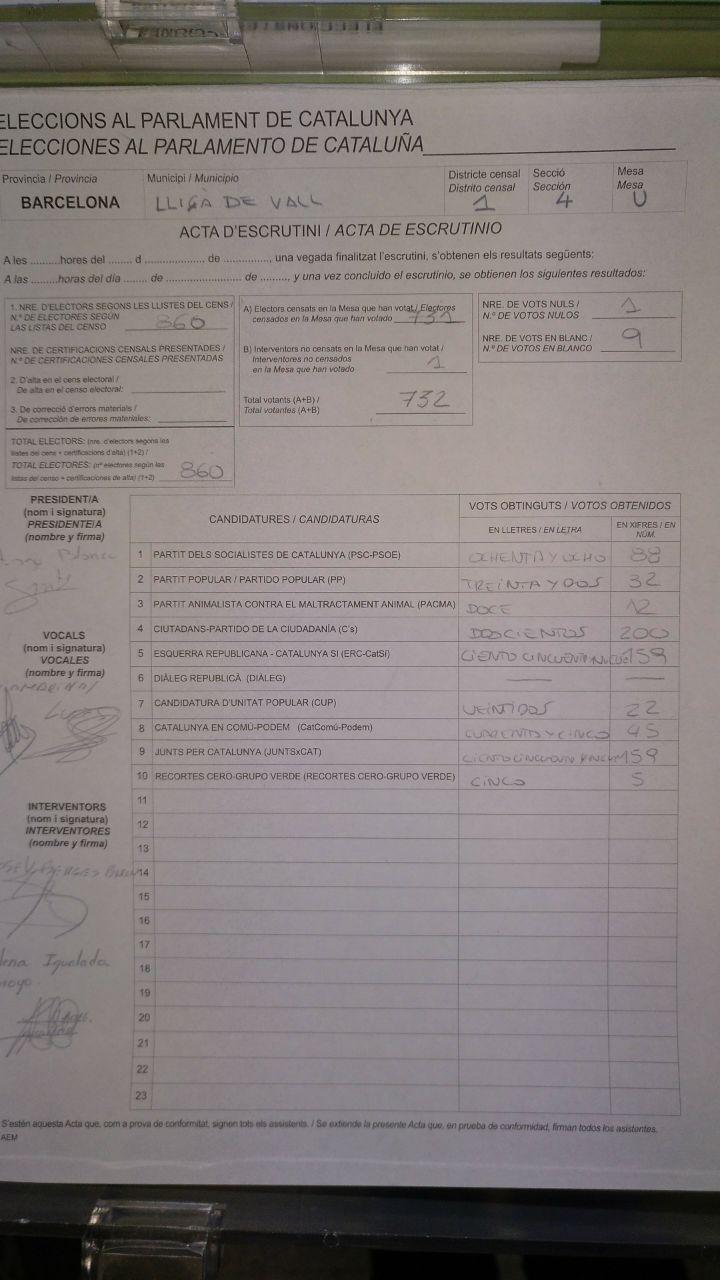 ELECCIONS AL PARLAMENT DE CATALUNYA
ELECCIONES AL PARLAMENTO DE CATALUÑA
Provincia / Provincia
BARCELONA
Municipi / Municipio
LLIÇÀ DE VALL
Districte censal
Distrito censal
1
Secció
Sección
4
Mesa
Mesa
U
ACTA D'ESCRUTINI / ACTA DE ESCRUTINIO
A les .........hores del ........ d .................... de ..............., una vegada finalitzat l'escrutini, s'obtenen els resultats següents:
A las .........horas del día ........ de ......................... de .........., y una vez concluido el escrutinio, se obtienen los siguientes resultados:
1. NRE. D'ELECTORS SEGONS LES LLISTES DEL CENS /
N.º DE ELECTORES SEGÚN
LAS LISTAS DEL CENSO 860
NRE. DE CERTIFICACIONS CENSALS PRESENTADES /
N.º DE CERTIFICACIONES CENSALES PRESENTADAS
2. D'alta en el cens electoral /
De alta en el censo electoral:
3. De correcció d'errors materials /
De corrección de errores materiales:
TOTAL ELECTORS: (nre. d'electors segons les
llistes del cens + certificacions d'alta) (1+2) /
TOTAL ELECTORES: (nº electores según las
listas del censo + certificaciones de alta) (1+2) 860
A) Electors censats en la Mesa que han votat / Electores
censados en la Mesa que han votado 731
B) Interventors no censats en la Mesa que han votat /
Interventores no censados
en la Mesa que han votado 1
Total votants (A+B) /
Total votantes (A+B) 732
NRE. DE VOTS NULS /
N.º DE VOTOS NULOS 1
NRE. DE VOTS EN BLANC /
N.º DE VOTOS EN BLANCO 9
PRESIDENT/A
(nom i signatura)
PRESIDENTE/A
(nombre y firma)
VOCALS
(nom i signatura)
VOCALES
(nombre y firma)
INTERVENTORS
(nom i signatura)
INTERVENTORES
(nombre y firma)
Igualada
CANDIDATURES / CANDIDATURAS
VOTS OBTINGUTS / VOTOS OBTENIDOS
EN LLETRES / EN LETRA
EN XIFRES / EN NÚM.
1 PARTIT DELS SOCIALISTES DE CATALUNYA (PSC-PSOE) OCHENTA Y OCHO 88
2 PARTIT POPULAR / PARTIDO POPULAR (PP) TREINTA Y DOS 32
3 PARTIT ANIMALISTA CONTRA EL MALTRACTAMENT ANIMAL (PACMA) DOCE 12
4 CIUTADANS-PARTIDO DE LA CIUDADANÍA (C's) DOSCIENTOS 200
5 ESQUERRA REPUBLICANA - CATALUNYA SI (ERC-CatSí) 159
6 DIÀLEG REPUBLICÀ (DIÀLEG) — —
7 CANDIDATURA D'UNITAT POPULAR (CUP) VEINTIDOS 22
8 CATALUNYA EN COMÚ-PODEM (CatComú-Podem) 45
9 JUNTS PER CATALUNYA (JUNTSxCAT) 159
10 RECORTES CERO-GRUPO VERDE (RECORTES CERO-GRUPO VERDE) CINCO 5
11
12
13
14
15
16
17
18
19
20
21
22
23
S'estén aquesta Acta que, com a prova de conformitat, signen tots els assistents. / Se extiende la presente Acta que, en prueba de conformidad, firman todos los asistentes.
AEM